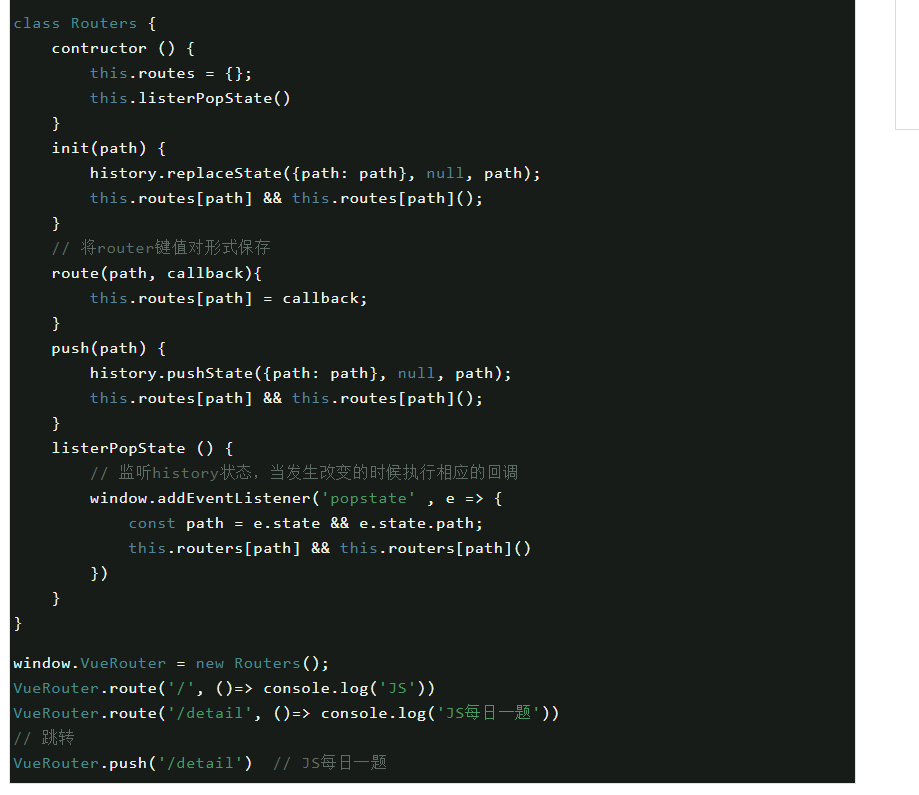 class Routers {
    contructor () {
        this.routes = {};
        this.listerPopState()
    }
    init(path) {
        history.replaceState({path: path}, null, path);
        this.routes[path] && this.routes[path]();
    }
    // 将router键值对形式保存
    route(path, callback){
        this.routes[path] = callback;
    }
    push(path) {
        history.pushState({path: path}, null, path);
        this.routes[path] && this.routes[path]();
    }
    listerPopState () {
        // 监听history状态，当发生改变的时候执行相应的回调
        window.addEventListener('popstate' , e => {
            const path = e.state && e.state.path;
            this.routers[path] && this.routers[path]()
        })
    }
}
window.VueRouter = new Routers();
VueRouter.route('/', ()=> console.log('JS'))
VueRouter.route('/detail', ()=> console.log('JS每日一题'))
// 跳转
VueRouter.push('/detail')  // JS每日一题